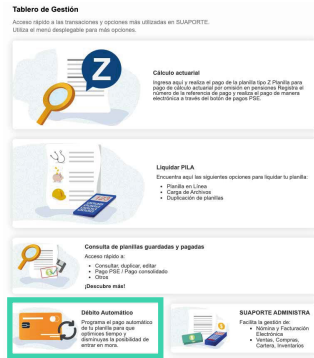 Tablero de Gestión
Acceso rápido a las transacciones y opciones más utilizadas en SUAPORTE.
Utiliza el menú desplegable para más opciones.
Z
Cálculo actuarial
Ingresa aquí y realiza el pago de la planilla tipo Z Planilla para
pago de cálculo actuarial por omisión en pensiones Registra el
número de la referencia de pago y realiza el pago de manera
electrónica a través del botón de pagos PSE.
Liquidar PILA
Encuentra aquí las siguientes opciones para liquidar tu planilla:
• Planilla en Línea
• Carga de Archivos
• Duplicación de planillas
Consulta de planillas guardadas y pagadas
Acceso rápido a:
• Consultar, duplicar, editar
• Pago PSE / Pago consolidado
• Otros
¡Descubre más!
Débito Automático
Programa el pago automático
de tu planilla para que
optimices tiempo y
disminuyas la posibilidad de
entrar en mora.
SUAPORTE ADMINISTRA
Facilita la gestión de:
• Nómina y Facturación
Electrónica
• Ventas, Compras,
Cartera, Inventarios